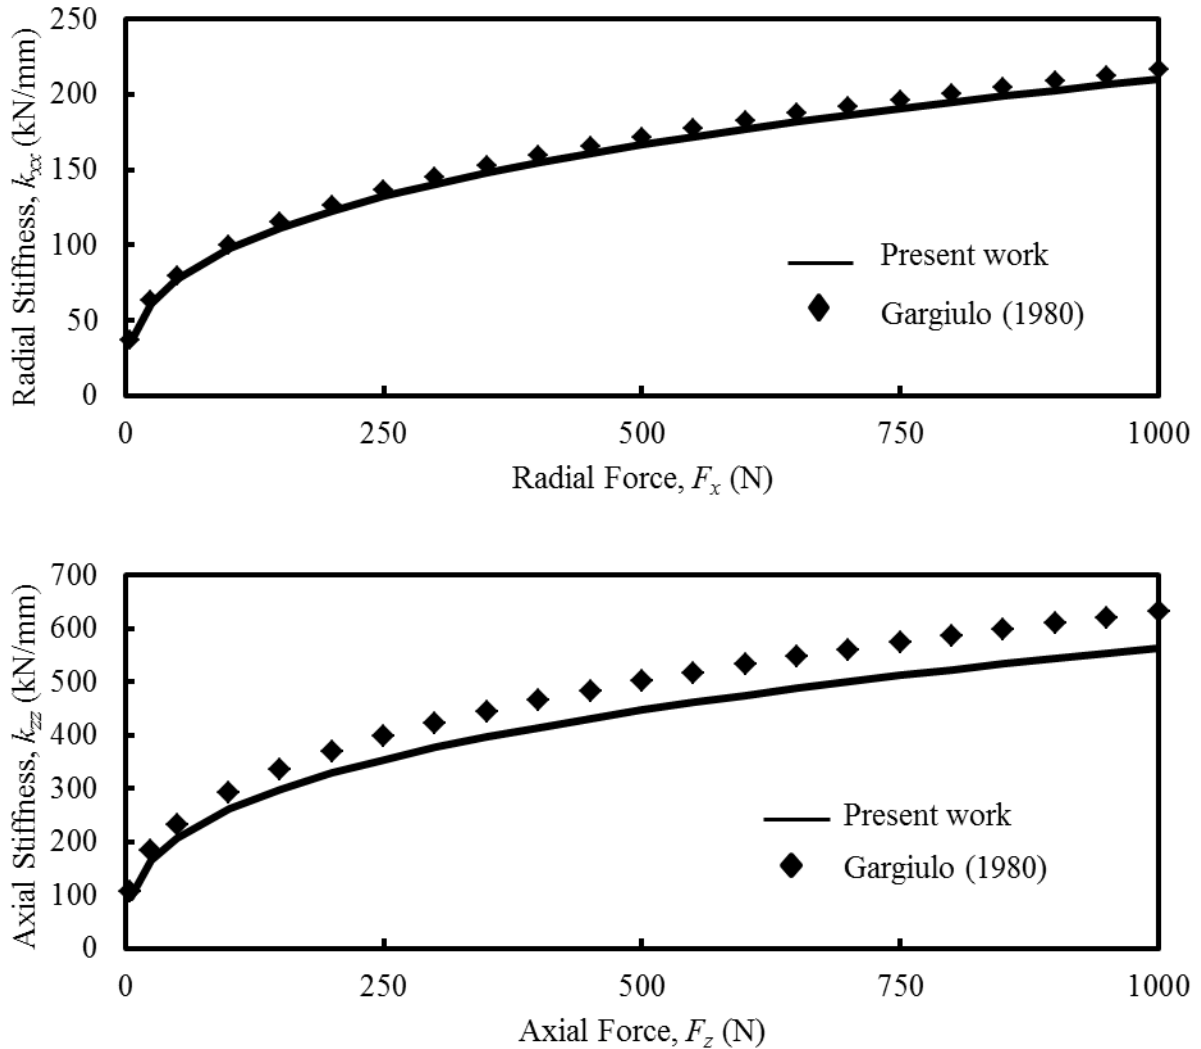 250
200
150
100
50
0
Radial Stiffness, kxx (kN/mm)
Present work
Gargiulo (1980)
0 250 500 750 1000
Radial Force, Fx (N)
700
600
500
400
300
200
100
0
Axial Stiffness, kzz (kN/mm)
Present work
Gargiulo (1980)
0 250 500 750 1000
Axial Force, Fz (N)